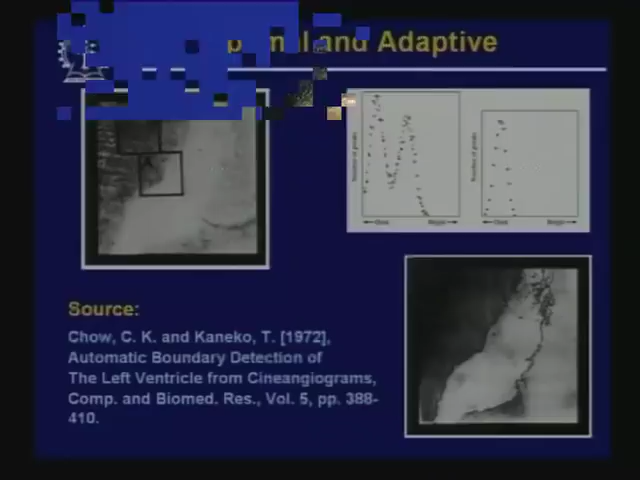 and Adaptive
Source:
Chow, C. K. and Kaneko, T. [1972],
Automatic Boundary Detection of
The Left Ventricle from Cineangiograms,
Comp. and Biomed. Res., Vol. 5, pp. 388-
410.